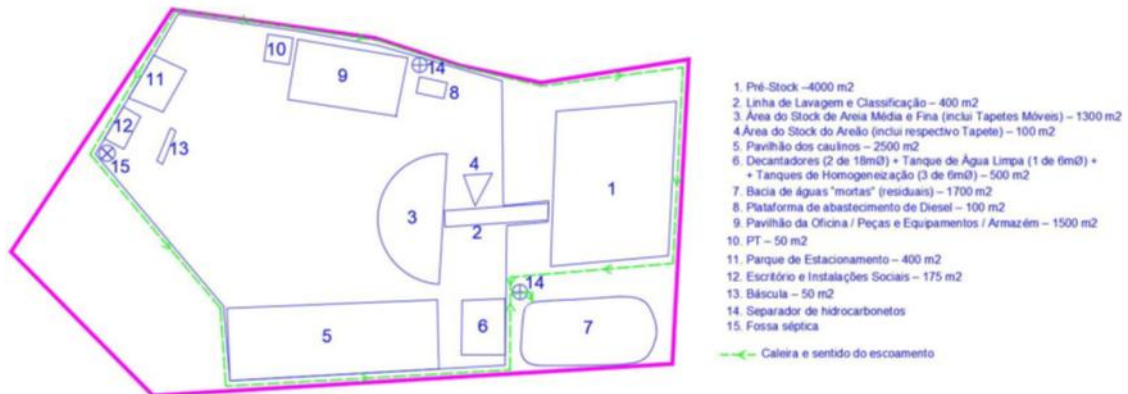 10
14
11
9
8
12
13
15
4
1
3
2
14
5
6
7
1. Pré-Stock –4000 m2
2. Linha de Lavagem e Classificação – 400 m2
3. Área do Stock de Areia Média e Fina (inclui Tapetes Móveis) – 1300 m2
4.Área do Stock do Areão (inclui respectivo Tapete) – 100 m2
5. Pavilhão dos caulinos – 2500 m2
6. Decantadores (2 de 18mØ) + Tanque de Água Limpa (1 de 6mØ) +
+ Tanques de Homogeneização (3 de 6mØ) – 500 m2
7. Bacia de águas "mortas" (residuais) – 1700 m2
8. Plataforma de abastecimento de Diesel – 100 m2
9. Pavilhão da Oficina / Peças e Equipamentos / Armazém – 1500 m2
10. PT – 50 m2
11. Parque de Estacionamento – 400 m2
12. Escritório e Instalações Sociais – 175 m2
13. Báscula – 50 m2
14. Separador de hidrocarbonetos
15. Fossa séptica
Caleira e sentido do escoamento